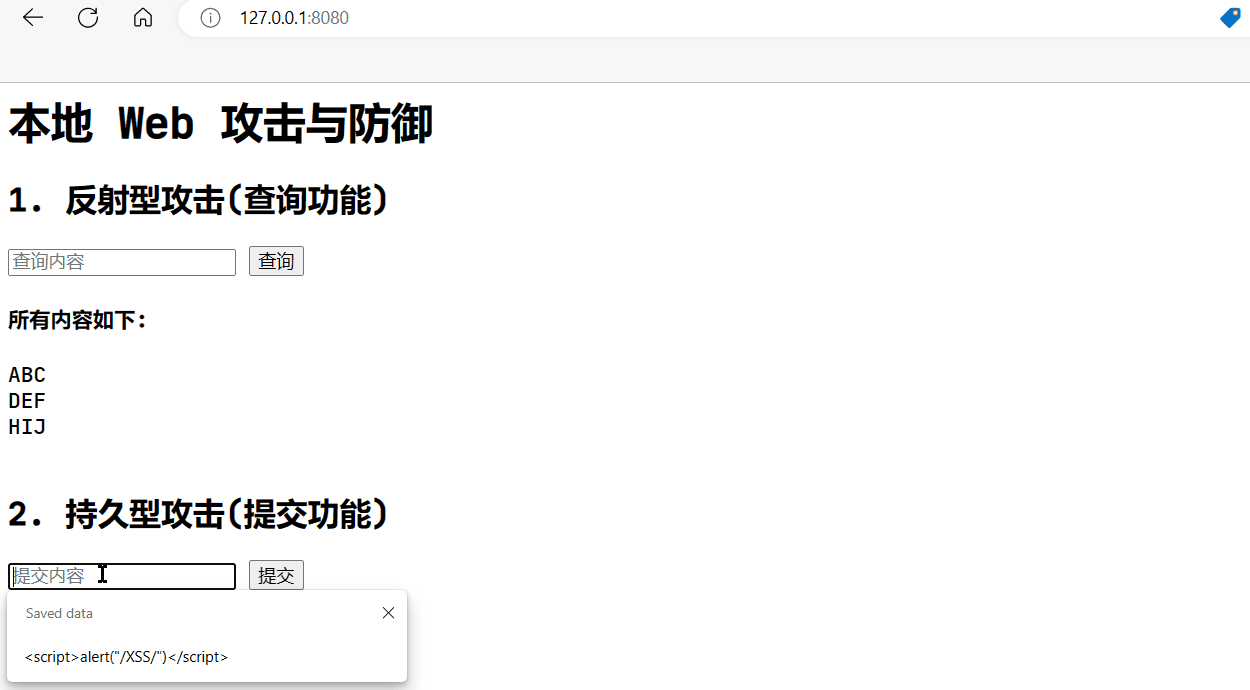 127.0.0.1:8080
本地 Web 攻击与防御
1. 反射型攻击(查询功能)
查询内容 查询
所有内容如下:
ABC
DEF
HIJ
2. 持久型攻击(提交功能)
提交内容 提交
Saved data
<script>alert("/XSS/")</script>